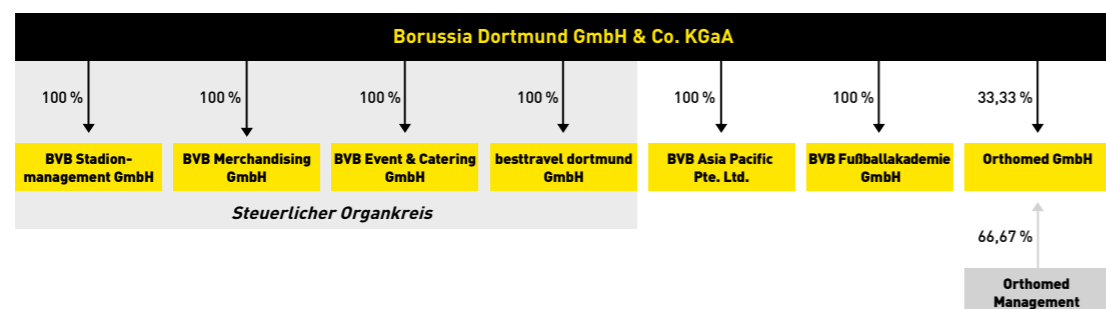 Borussia Dortmund GmbH & Co. KGaA
100 %
100 %
100 %
100 %
100 %
100 %
33,33 %
BVB Stadion-
management GmbH
BVB Merchandising
GmbH
BVB Event & Catering
GmbH
besttravel dortmund
GmbH
BVB Asia Pacific
Pte. Ltd.
BVB Fußballakademie
GmbH
Orthomed GmbH
Steuerlicher Organkreis
66,67 %
Orthomed
Management